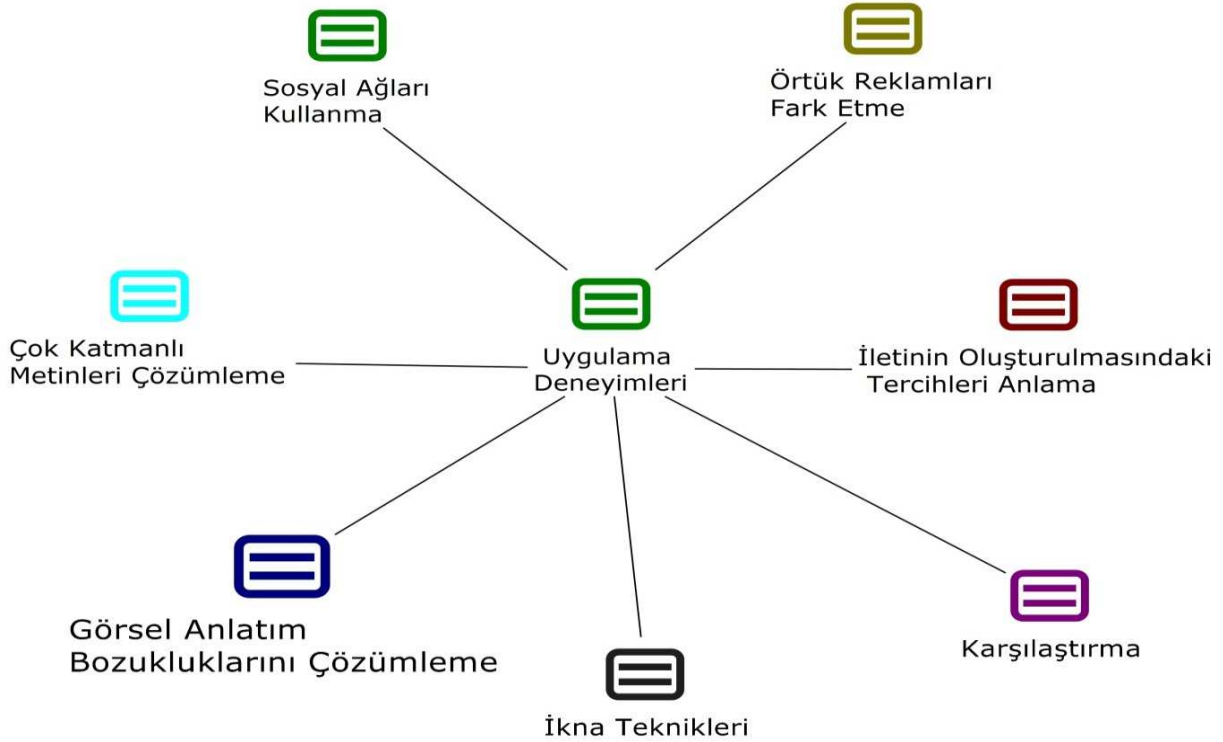 Sosyal Ağları
Kullanma
Örtük Reklamları
Fark Etme
Çok Katmanlı
Metinleri Çözümleme
Uygulama
Deneyimleri
İletinin Oluşturulmasındaki
Tercihleri Anlama
Görsel Anlatım
Bozukluklarını Çözümleme
İkna Teknikleri
Karşılaştırma